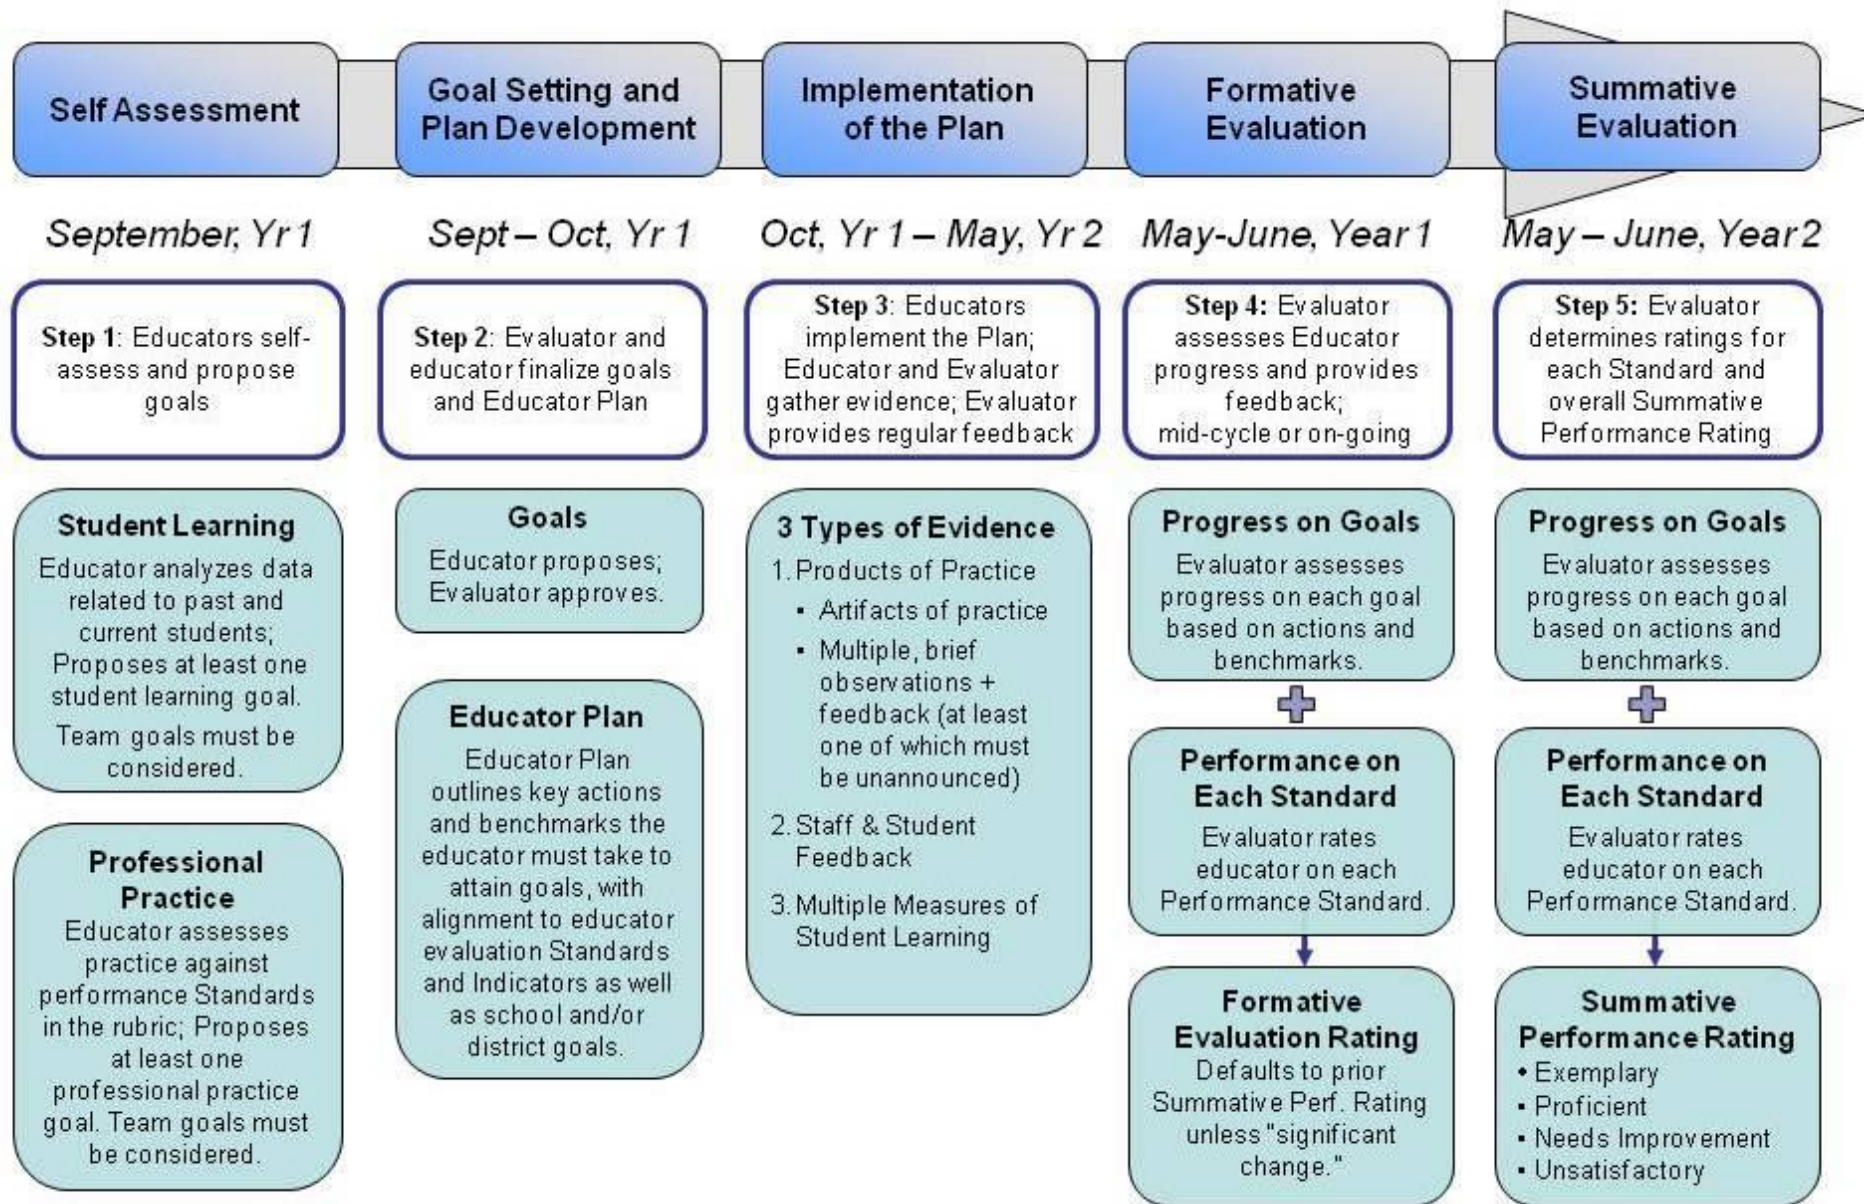 Self Assessment
Goal Setting and
Plan Development
Implementation
of the Plan
Formative
Evaluation
Summative
Evaluation
September, Yr 1
Sept – Oct, Yr 1
Oct, Yr 1 – May, Yr 2
May-June, Year 1
May – June, Year 2
Step 1: Educators self-
assess and propose
goals
Step 2: Evaluator and
educator finalize goals
and Educator Plan
Step 3: Educators
implement the Plan;
Educator and Evaluator
gather evidence; Evaluator
provides regular feedback
Step 4: Evaluator
assesses Educator
progress and provides
feedback;
mid-cycle or on-going
Step 5: Evaluator
determines ratings for
each Standard and
overall Summative
Performance Rating
Student Learning
Educator analyzes data
related to past and
current students;
Proposes at least one
student learning goal.
Team goals must be
considered.
Professional
Practice
Educator assesses
practice against
performance Standards
in the rubric; Proposes
at least one
professional practice
goal. Team goals must
be considered.
Goals
Educator proposes;
Evaluator approves.
Educator Plan
Educator Plan
outlines key actions
and benchmarks the
educator must take to
attain goals, with
alignment to educator
evaluation Standards
and Indicators as well
as school and/or
district goals.
3 Types of Evidence
1. Products of Practice
▪ Artifacts of practice
▪ Multiple, brief
observations +
feedback (at least
one of which must
be unannounced)
2. Staff & Student
Feedback
3. Multiple Measures of
Student Learning
Progress on Goals
Evaluator assesses
progress on each goal
based on actions and
benchmarks.
Performance on
Each Standard
Evaluator rates
educator on each
Performance Standard.
Formative
Evaluation Rating
Defaults to prior
Summative Perf. Rating
unless "significant
change."
Progress on Goals
Evaluator assesses
progress on each goal
based on actions and
benchmarks.
Performance on
Each Standard
Evaluator rates
educator on each
Performance Standard.
Summative
Performance Rating
• Exemplary
▪ Proficient
▪ Needs Improvement
▪ Unsatisfactory